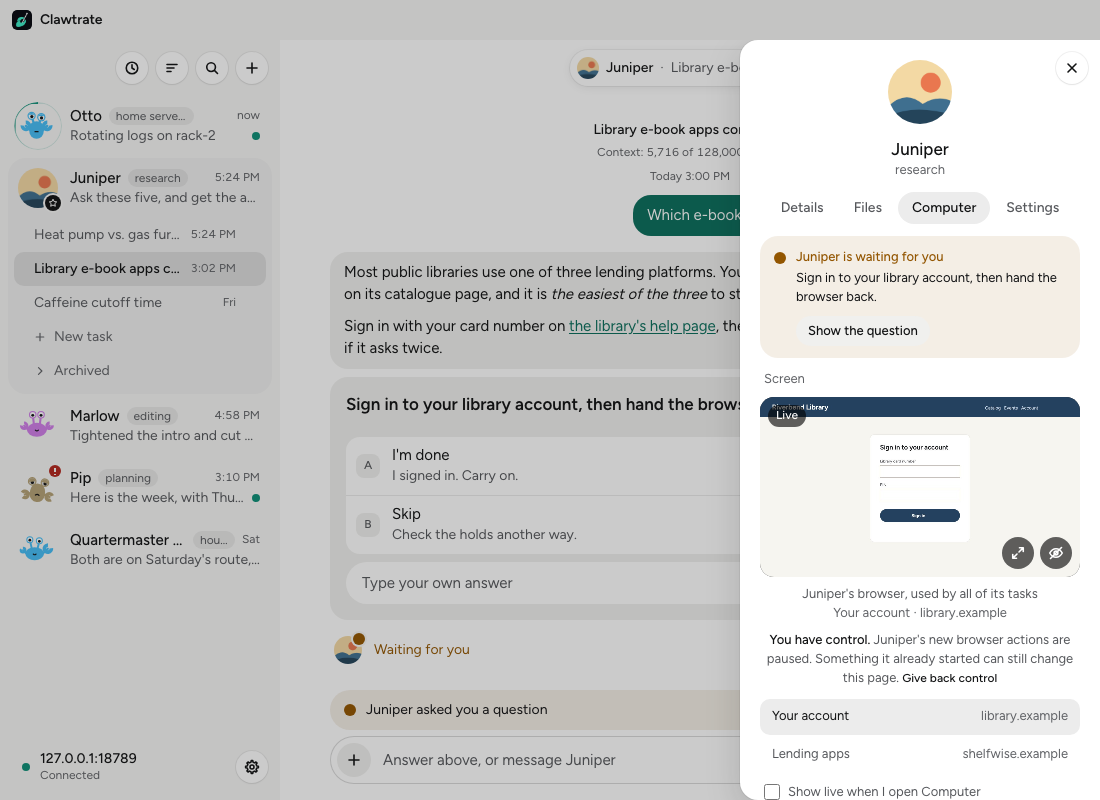 Clawtrate
Otto home serve... now
Rotating logs on rack-2
Juniper research 5:24 PM
Ask these five, and get the a...
Heat pump vs. gas fur... 5:24 PM
Library e-book apps c... 3:02 PM
Caffeine cutoff time Fri
New task
Archived
Marlow editing 4:58 PM
Tightened the intro and cut ...
Pip planning 3:10 PM
Here is the week, with Thu...
Quartermaster ... hou... Sat
Both are on Saturday's route,...
127.0.0.1:18789
Connected
Juniper · Library e-b
Library e-book apps co
Context: 5,716 of 128,000
Today 3:00 PM
Which e-book
Most public libraries use one of three lending platforms. You
on its catalogue page, and it is the easiest of the three to st
Sign in with your card number on the library's help page, the
if it asks twice.
Sign in to your library account, then hand the brows
A I'm done
I signed in. Carry on.
B Skip
Check the holds another way.
Type your own answer
Waiting for you
Juniper asked you a question
Answer above, or message Juniper
Juniper
research
Details Files Computer Settings
Juniper is waiting for you
Sign in to your library account, then hand the
browser back.
Show the question
Screen
Library
Catalog Events Account
Live
Sign in to your account
Library card number
Sign in
Juniper's browser, used by all of its tasks
Your account · library.example
You have control. Juniper's new browser actions are
paused. Something it already started can still change
this page. Give back control
Your account library.example
Lending apps shelfwise.example
Show live when I open Computer